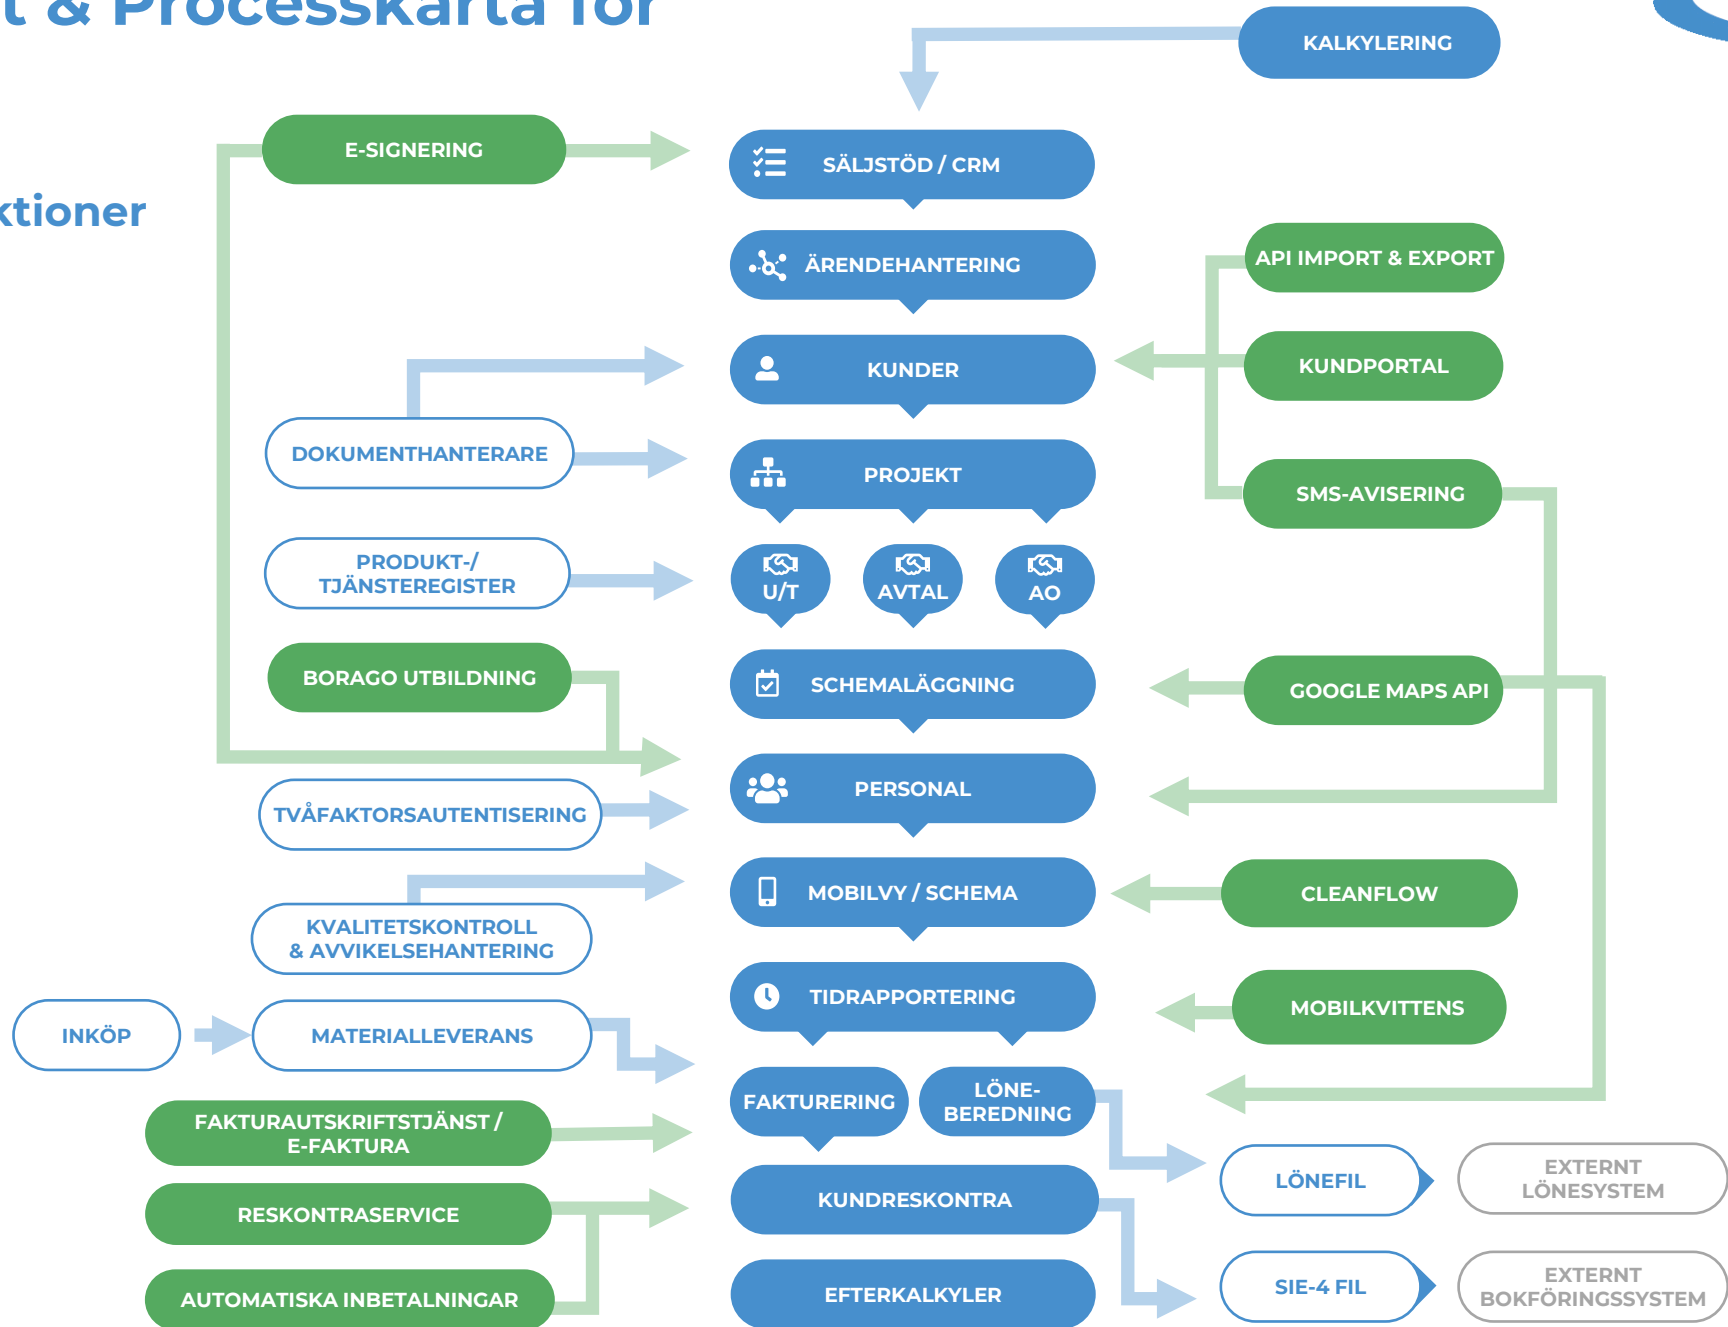 t & Processkarta för
KALKYLERING
E-SIGNERING
SÄLJSTÖD / CRM
ktioner
ÄRENDEHANTERING
API IMPORT & EXPORT
KUNDER
KUNDPORTAL
DOKUMENTHANTERARE
PROJEKT
SMS-AVISERING
PRODUKT-/
TJÄNSTEREGISTER
U/T
AVTAL
AO
BORAGO UTBILDNING
SCHEMALÄGGNING
GOOGLE MAPS API
PERSONAL
TVÅFAKTORSAUTENTISERING
MOBILVY / SCHEMA
CLEANFLOW
KVALITETSKONTROLL
& AVVIKELSEHANTERING
TIDRAPPORTERING
MOBILKVITTENS
INKÖP
MATERIALLEVERANS
FAKTURERING
LÖNE-
BEREDNING
FAKTURAUTSKRIFTSTJÄNST /
E-FAKTURA
LÖNEFIL
EXTERNT
LÖNESYSTEM
RESKONTRASERVICE
KUNDRESKONTRA
AUTOMATISKA INBETALNINGAR
EFTERKALKYLER
SIE-4 FIL
EXTERNT
BOKFÖRINGSSYSTEM